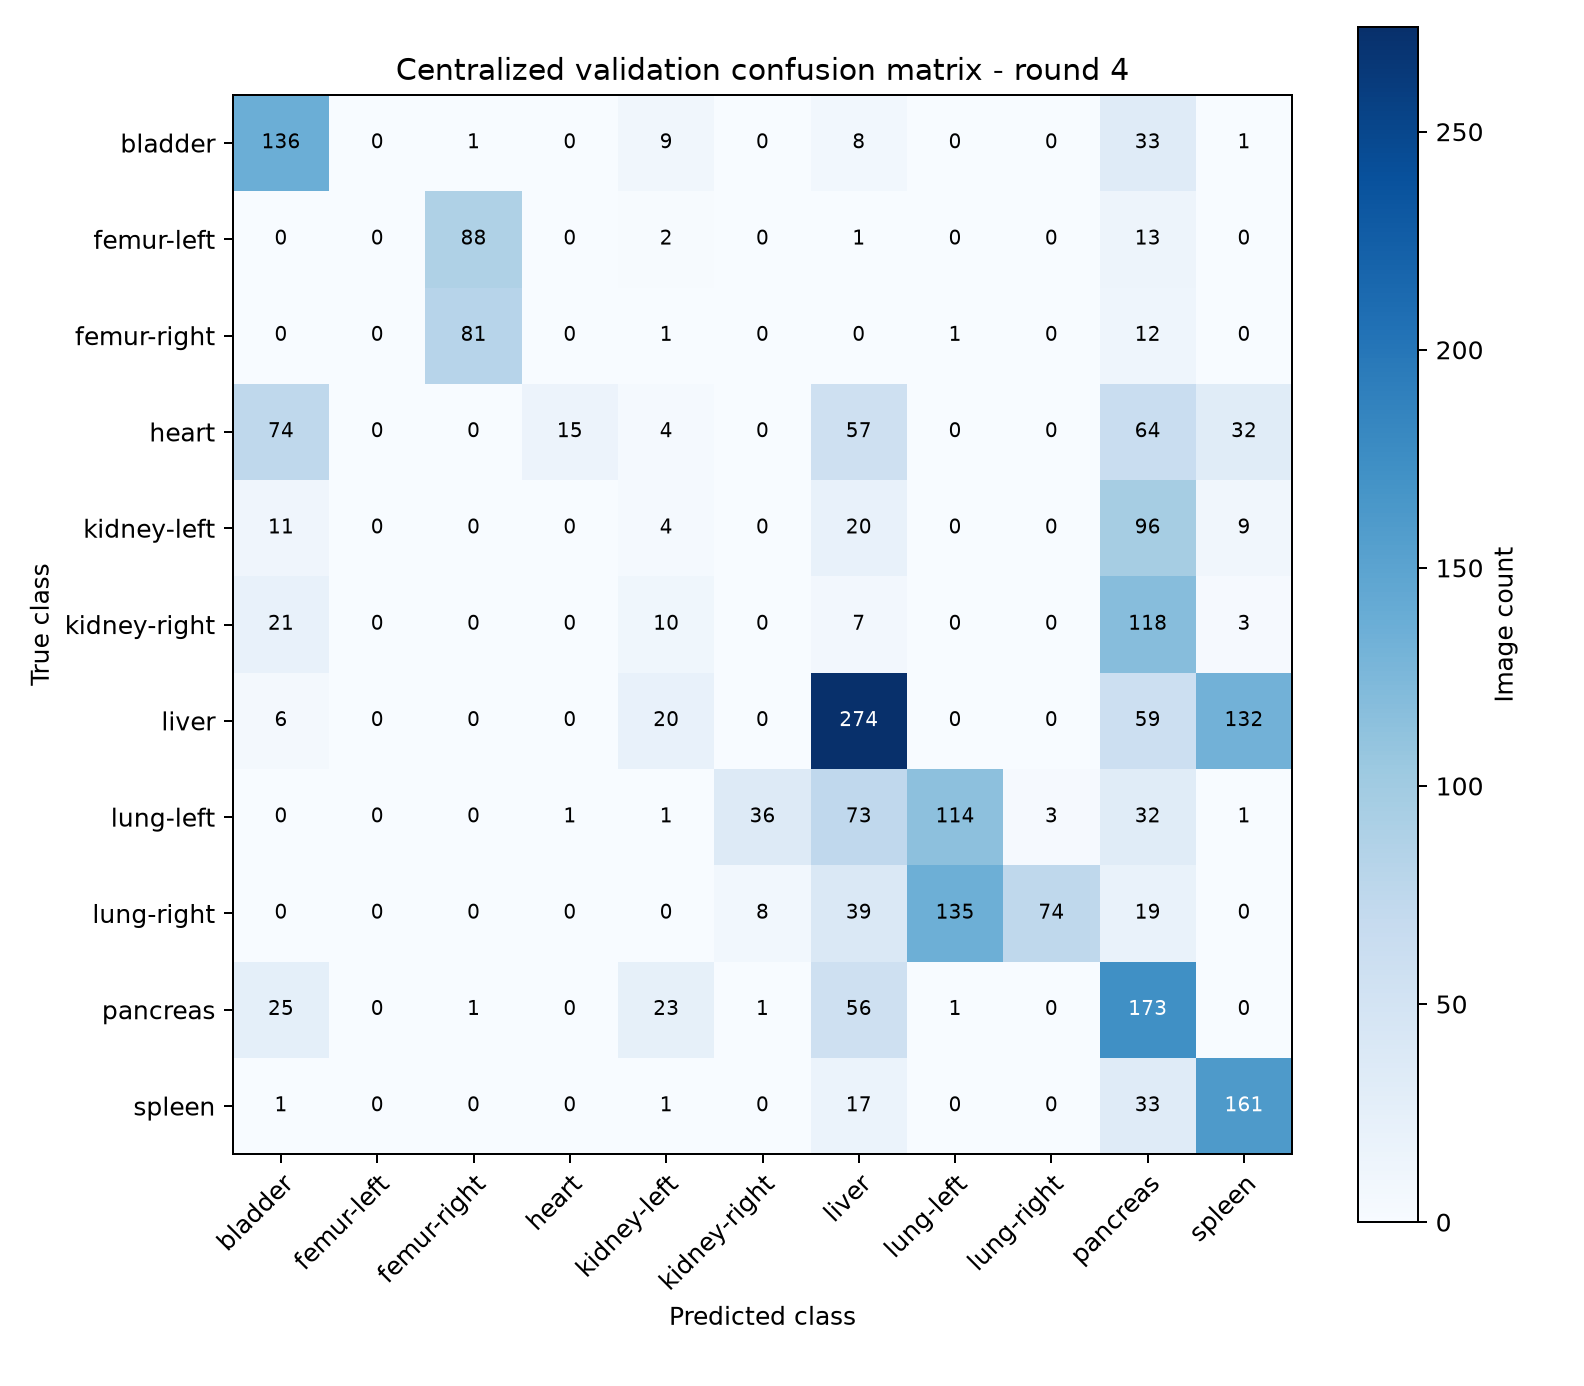 Centralized validation confusion matrix - round 4
bladder 136 0 1 0 9 0 8 0 0 33 1
femur-left 0 0 88 0 2 0 1 0 0 13 0
femur-right 0 0 81 0 1 0 0 1 0 12 0
heart 74 0 0 15 4 0 57 0 0 64 32
kidney-left 11 0 0 0 4 0 20 0 0 96 9
kidney-right 21 0 0 0 10 0 7 0 0 118 3
liver 6 0 0 0 20 0 274 0 0 59 132
lung-left 0 0 0 1 1 36 73 114 3 32 1
lung-right 0 0 0 0 0 8 39 135 74 19 0
pancreas 25 0 1 0 23 1 56 1 0 173 0
spleen 1 0 0 0 1 0 17 0 0 33 161
True class
bladder femur-left femur-right heart kidney-left kidney-right liver lung-left lung-right pancreas spleen
Predicted class
250
200
150
100
50
0
Image count